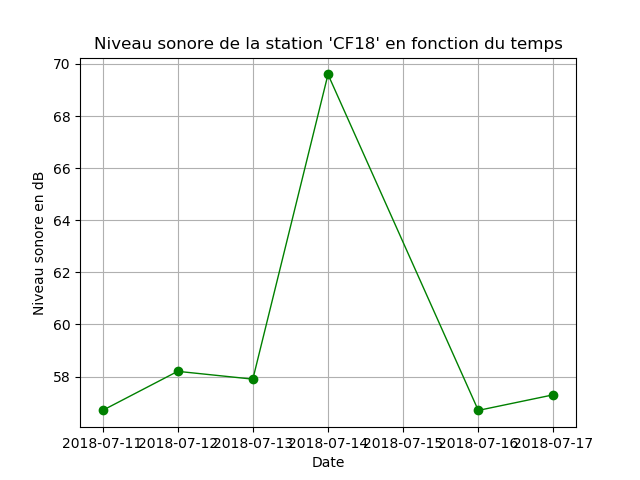 Niveau sonore de la station 'CF18' en fonction du temps
70
68
66
64
62
60
58
Niveau sonore en dB
2018-07-11 2018-07-12 2018-07-13 2018-07-14 2018-07-15 2018-07-16 2018-07-17
Date